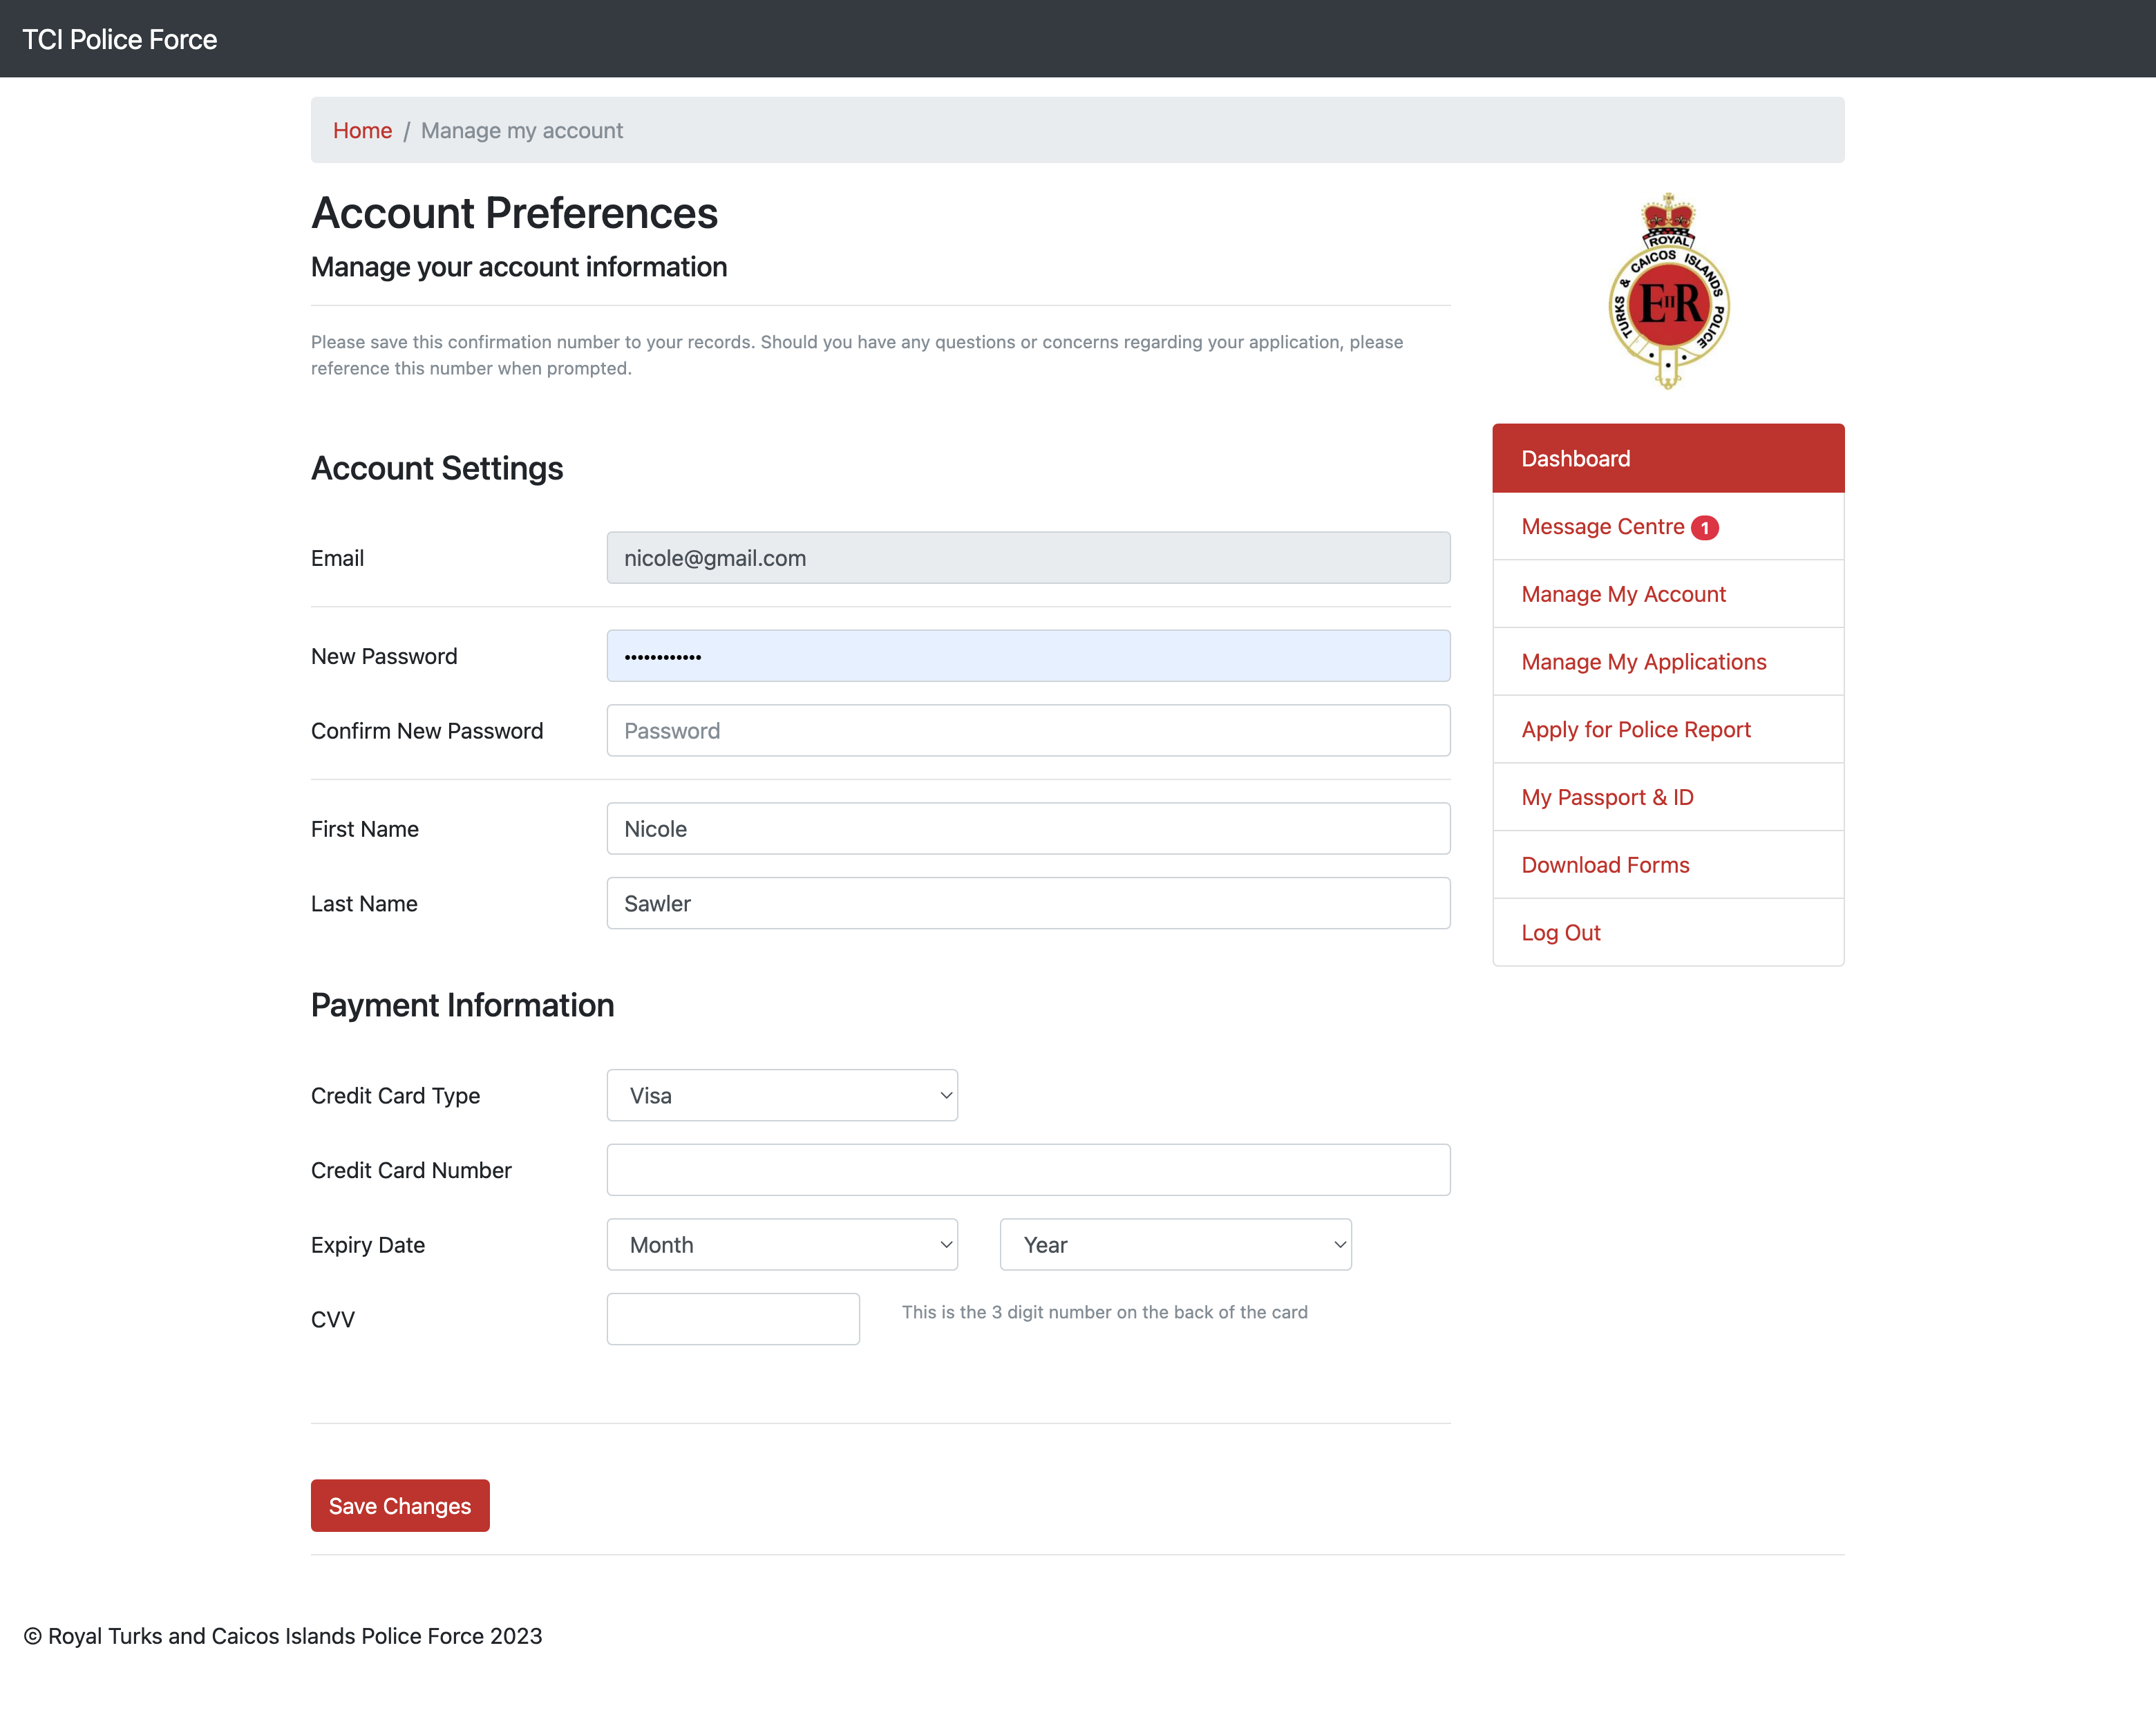 TCI Police Force
Home / Manage my account
Account Preferences
Manage your account information
Please save this confirmation number to your records. Should you have any questions or concerns regarding your application, please
reference this number when prompted.
ROYAL
TURKS & CAICOS ISLANDS POLICE
E II R
Account Settings
Email
nicole@gmail.com
New Password
••••••••••••
Confirm New Password
Password
First Name
Nicole
Last Name
Sawler
Payment Information
Credit Card Type
Visa
Credit Card Number
Expiry Date
Month
Year
CVV
This is the 3 digit number on the back of the card
Save Changes
Dashboard
Message Centre 1
Manage My Account
Manage My Applications
Apply for Police Report
My Passport & ID
Download Forms
Log Out
© Royal Turks and Caicos Islands Police Force 2023